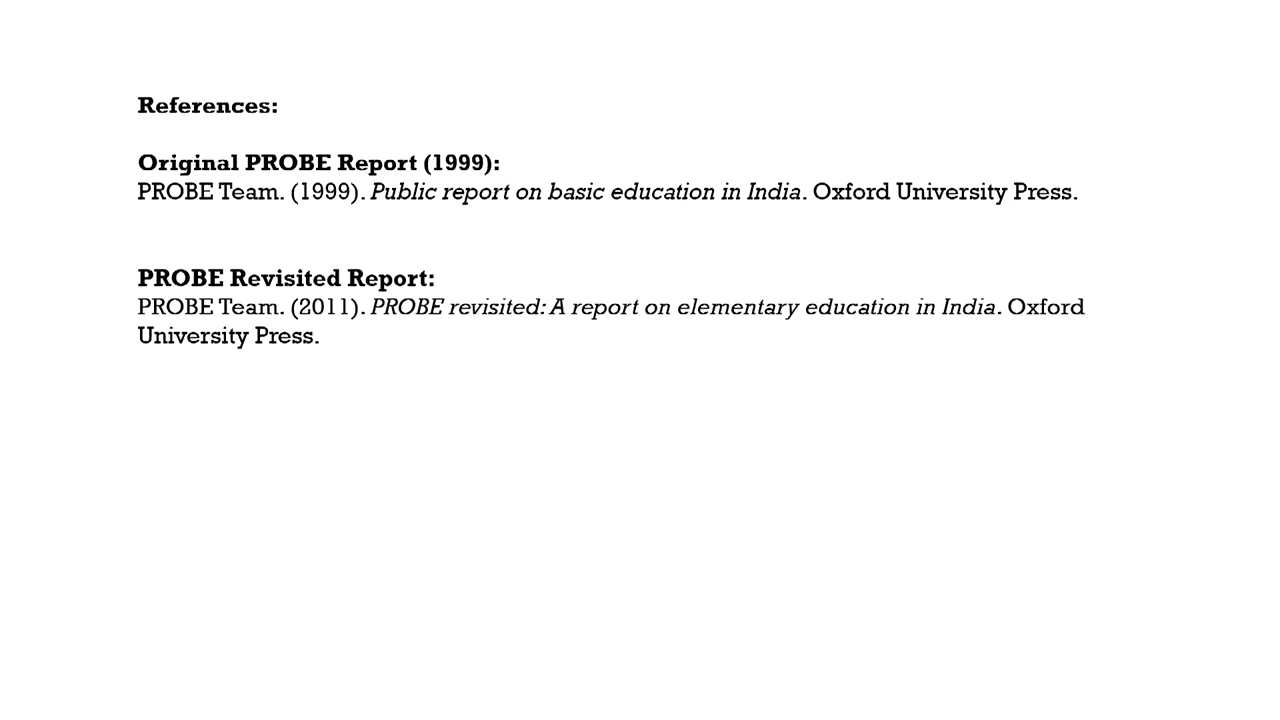 References:
Original PROBE Report (1999):
PROBE Team. (1999). Public report on basic education in India. Oxford University Press.
PROBE Revisited Report:
PROBE Team. (2011). PROBE revisited: A report on elementary education in India. Oxford
University Press.